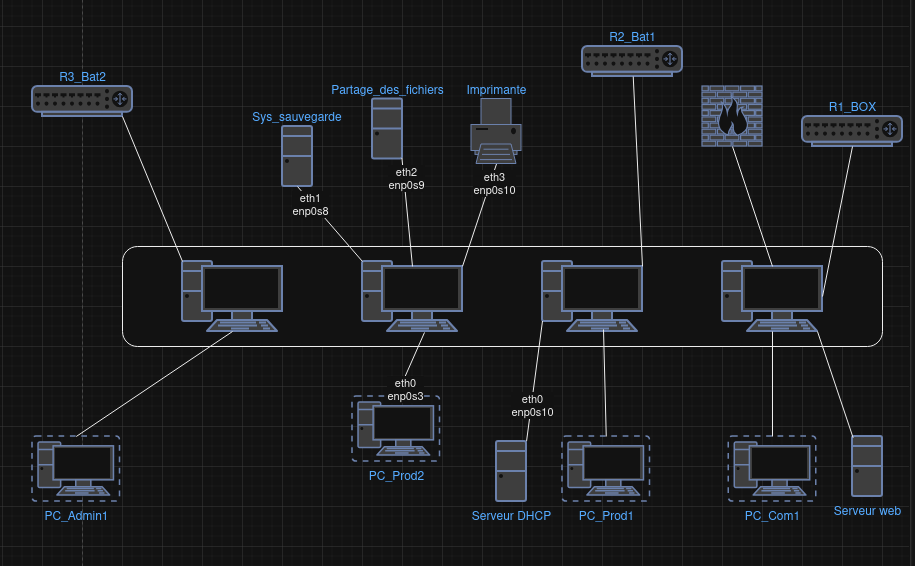 R2_Bat1
R3_Bat2
Partage_des_fichiers
Imprimante
R1_BOX
Sys_sauvegarde
eth2
enp0s9
eth3
enp0s10
eth1
enp0s8
eth0
enp0s3
eth0
enp0s10
PC_Prod2
PC_Admin1
Serveur DHCP
PC_Prod1
PC_Com1
Serveur web